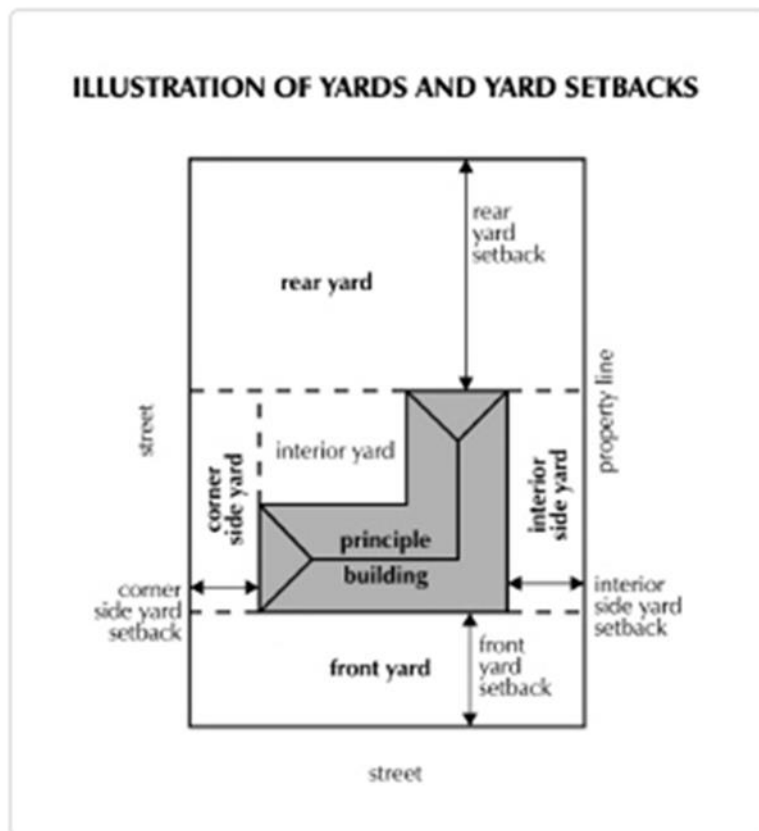 ILLUSTRATION OF YARDS AND YARD SETBACKS
rear
yard
setback
rear yard
street
property line
interior yard
corner
side yard
interior
side yard
principle
building
corner
side yard
setback
interior
side yard
setback
front yard
front
yard
setback
street